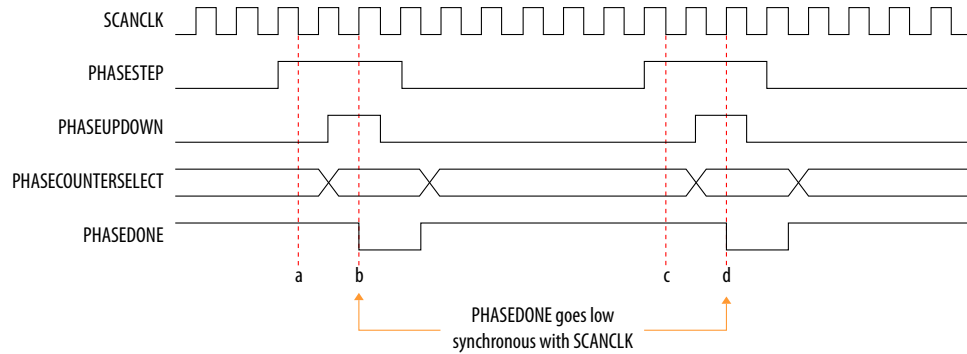 SCANCLK
PHASESTEP
PHASEUPDOWN
PHASECOUNTERSELECT
PHASEDONE
a b c d
PHASEDONE goes low
synchronous with SCANCLK